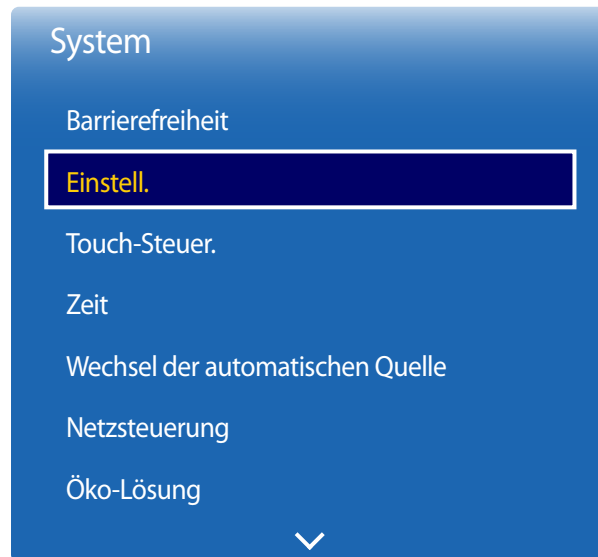 System
Barrierefreiheit
Einstell.
Touch-Steuer.
Zeit
Wechsel der automatischen Quelle
Netzsteuerung
Öko-Lösung